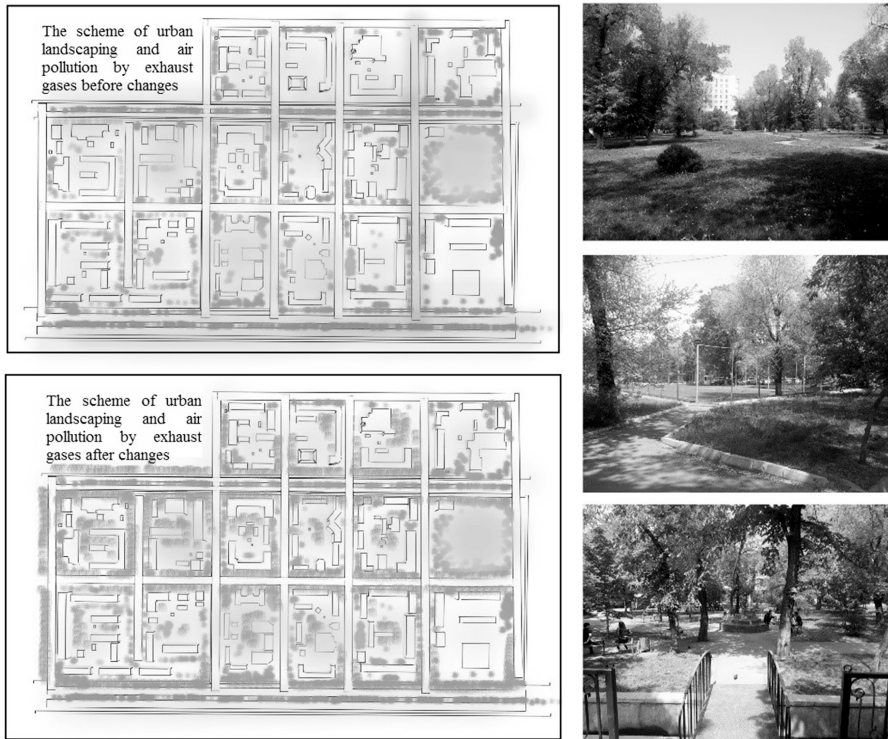 The scheme of urban
landscaping and air
pollution by exhaust
gases before changes
The scheme of urban
landscaping and air
pollution by exhaust
gases after changes